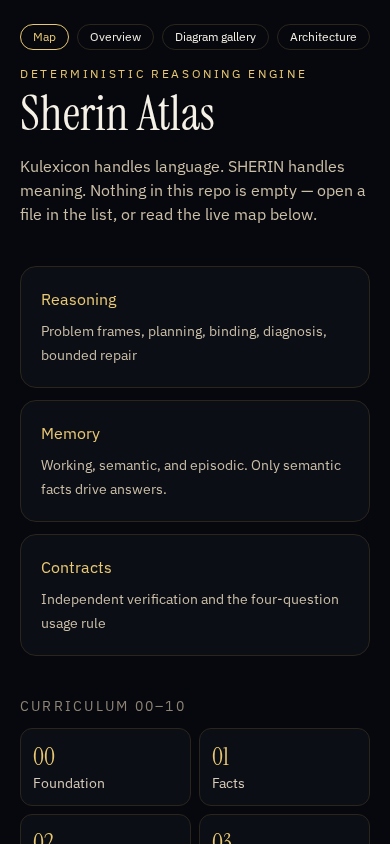 Map Overview Diagram gallery Architecture
DETERMINISTIC REASONING ENGINE
Sherin Atlas
Kulexicon handles language. SHERIN handles
meaning. Nothing in this repo is empty — open a
file in the list, or read the live map below.
Reasoning
Problem frames, planning, binding, diagnosis,
bounded repair
Memory
Working, semantic, and episodic. Only semantic
facts drive answers.
Contracts
Independent verification and the four-question
usage rule
CURRICULUM 00–10
00 01
Foundation Facts
02 03